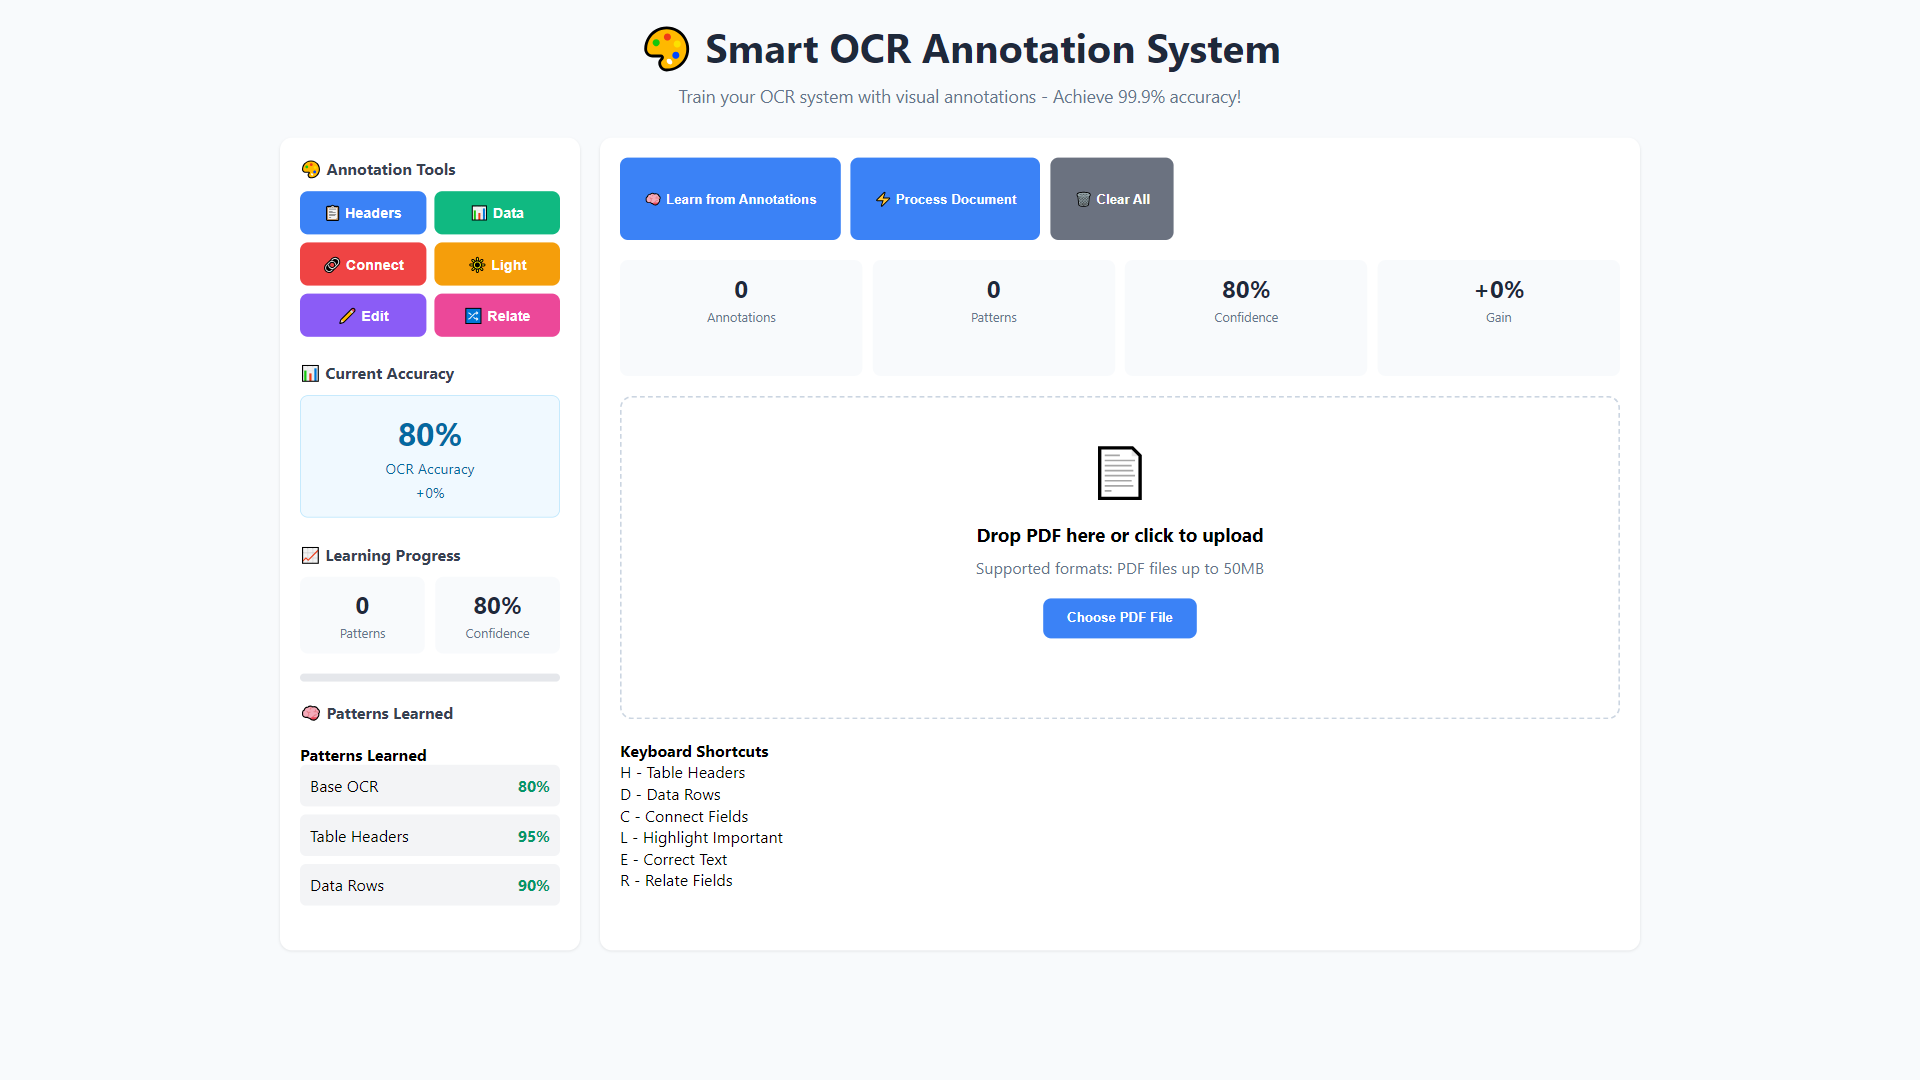 Smart OCR Annotation System
Train your OCR system with visual annotations - Achieve 99.9% accuracy!
Annotation Tools
Headers
Data
Connect
Light
Edit
Relate
Current Accuracy
80%
OCR Accuracy
+0%
Learning Progress
0
Patterns
80%
Confidence
Patterns Learned
Patterns Learned
Base OCR 80%
Table Headers 95%
Data Rows 90%
Learn from Annotations
Process Document
Clear All
0
Annotations
0
Patterns
80%
Confidence
+0%
Gain
Drop PDF here or click to upload
Supported formats: PDF files up to 50MB
Choose PDF File
Keyboard Shortcuts
H - Table Headers
D - Data Rows
C - Connect Fields
L - Highlight Important
E - Correct Text
R - Relate Fields